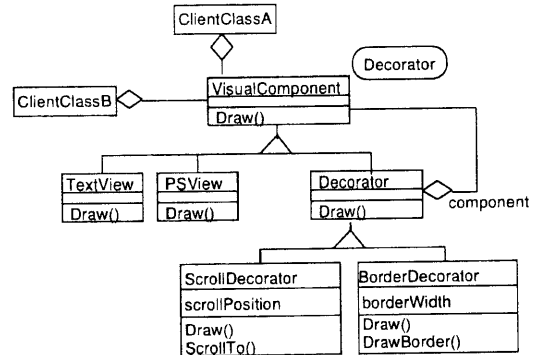 ClientClassA
Decorator
VisualComponent
ClientClassB
Draw()
TextView
PSView
Decorator
Draw()
Draw()
Draw()
component
ScrollDecorator
BorderDecorator
scrollPosition
borderWidth
Draw()
ScrollTo()
Draw()
DrawBorder()